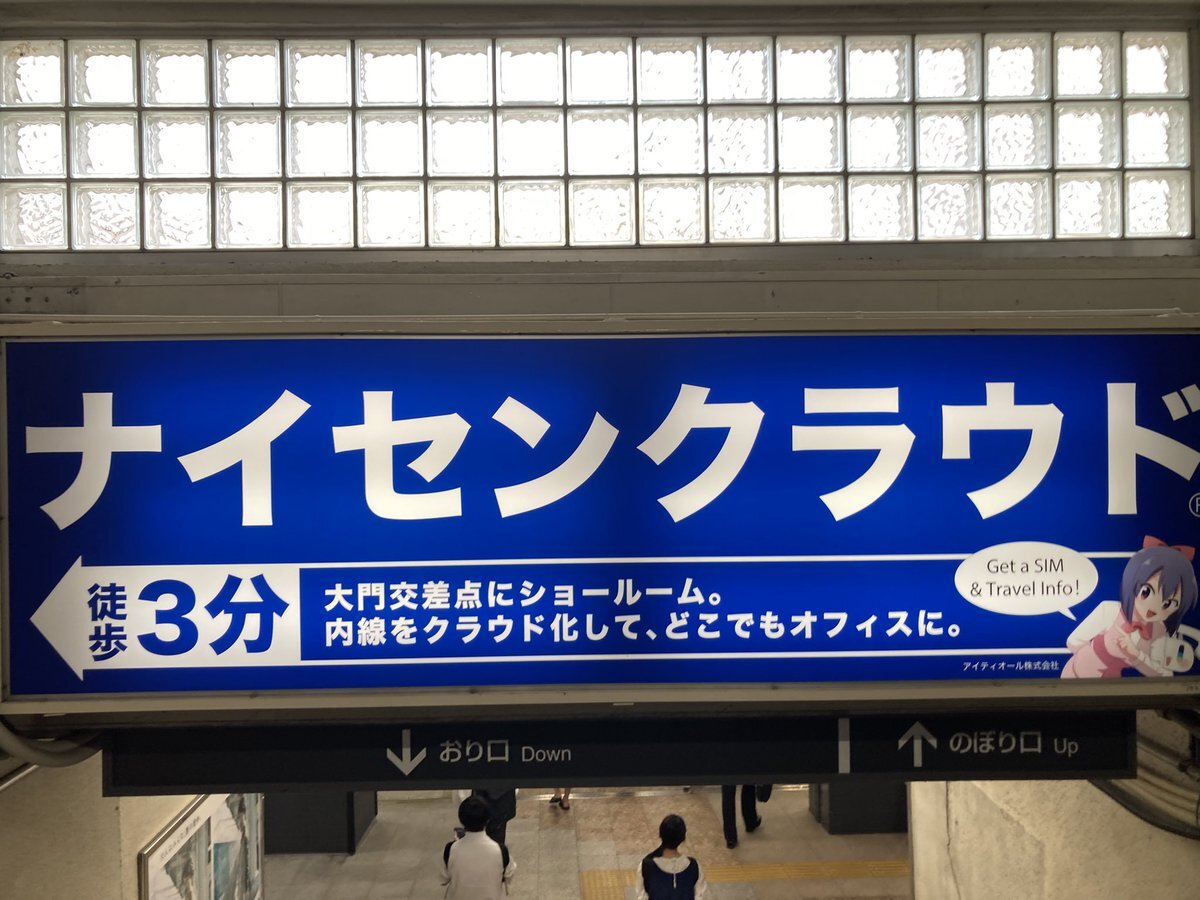 ナイセンクラウド
徒歩3分
大門交差点にショールーム。
内線をクラウド化して、どこでもオフィスに。
Get a SIM
& Travel Info!
アイティオール株式会社
↓ おり口 Down
↑ のぼり口 Up